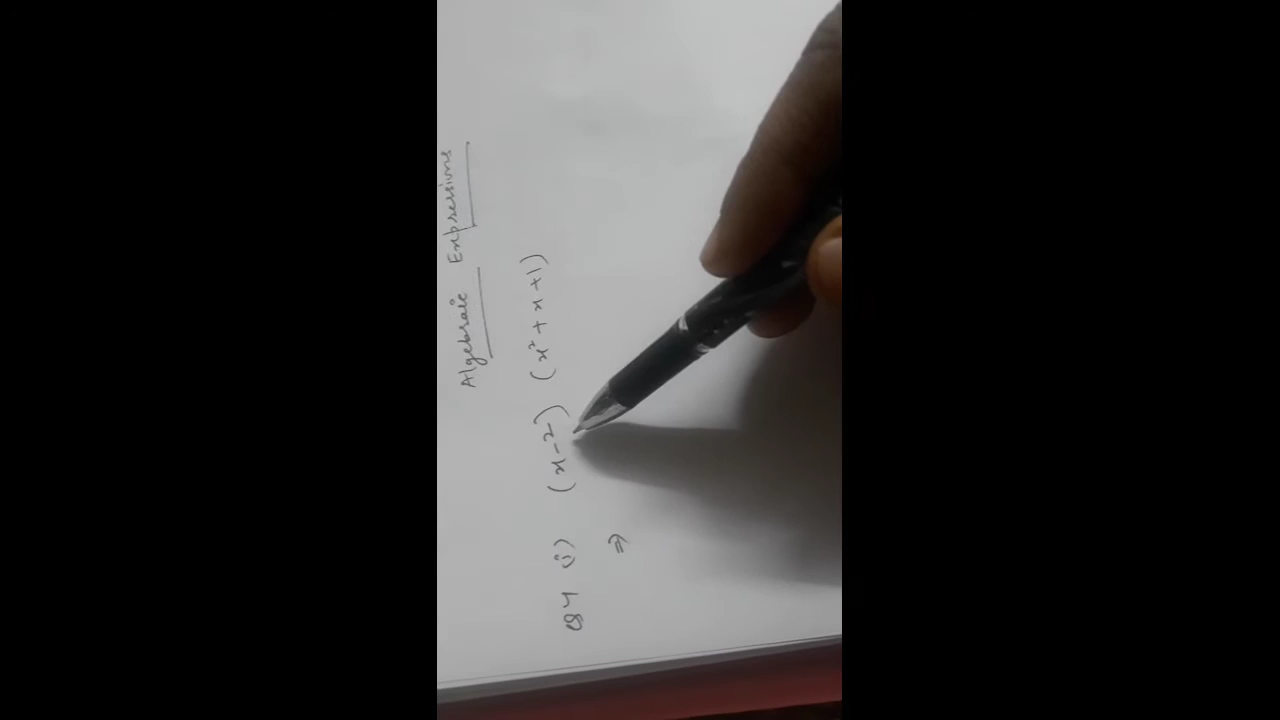 Algebraic Expressions
Q4 (i) (x-2) (x² + x + 1)
⇒